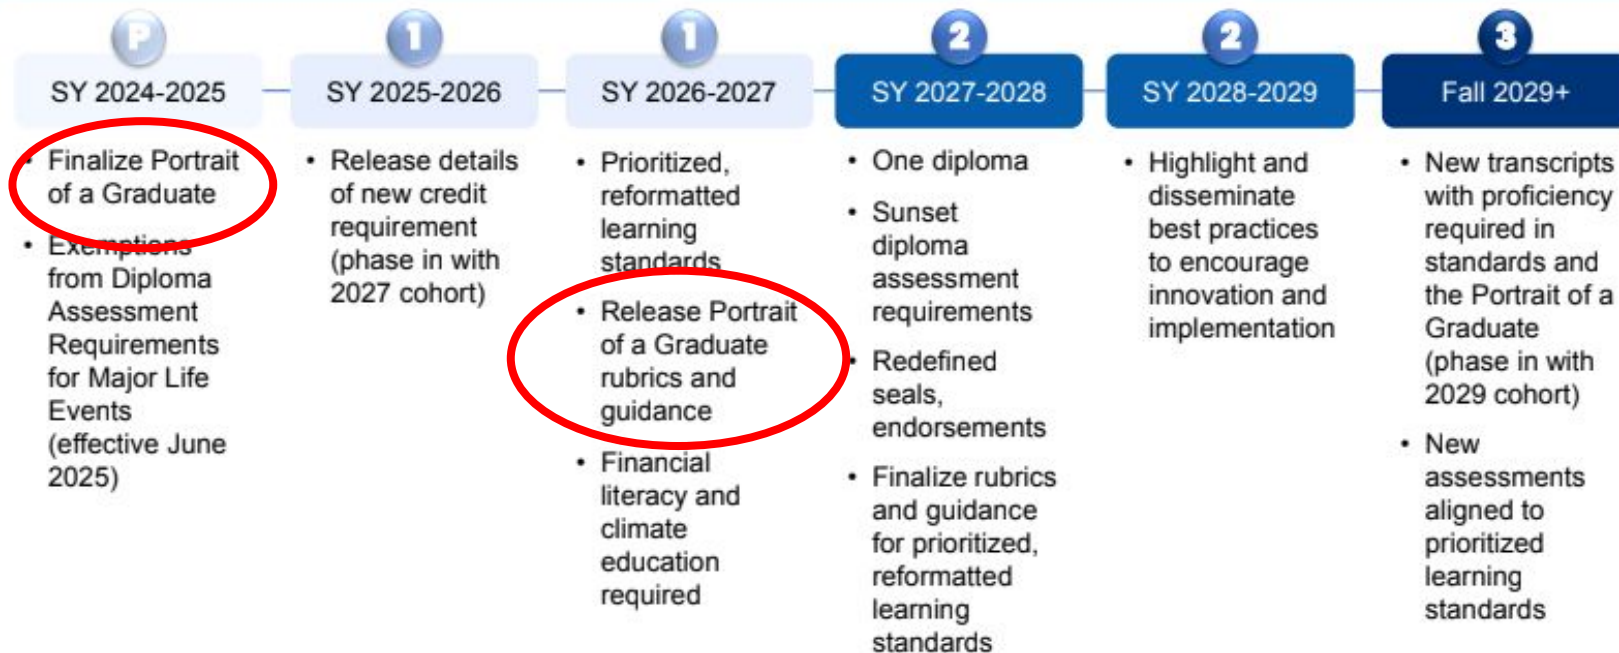 P
SY 2024-2025
• Finalize Portrait
of a Graduate
• Exemptions
from Diploma
Assessment
Requirements
for Major Life
Events
(effective June
2025)
1
SY 2025-2026
• Release details
of new credit
requirement
(phase in with
2027 cohort)
1
SY 2026-2027
• Prioritized,
reformatted
learning
standards
• Release Portrait
of a Graduate
rubrics and
guidance
• Financial
literacy and
climate
education
required
2
SY 2027-2028
• One diploma
• Sunset
diploma
assessment
requirements
• Redefined
seals,
endorsements
• Finalize rubrics
and guidance
for prioritized,
reformatted
learning
standards
2
SY 2028-2029
• Highlight and
disseminate
best practices
to encourage
innovation and
implementation
3
Fall 2029+
• New transcripts
with proficiency
required in
standards and
the Portrait of a
Graduate
(phase in with
2029 cohort)
• New
assessments
aligned to
prioritized
learning
standards